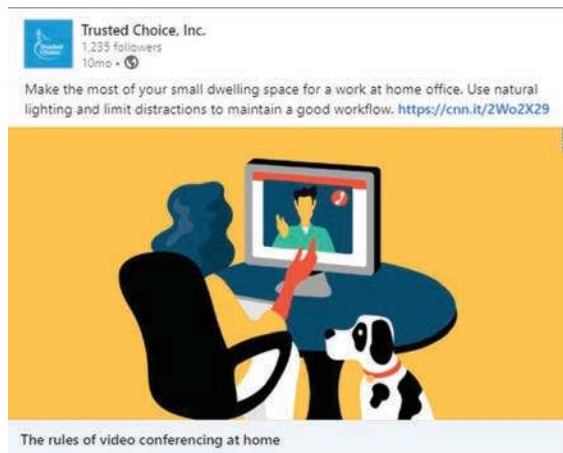 Trusted Choice, Inc.
1,235 followers
10mo •
Make the most of your small dwelling space for a work at home office. Use natural
lighting and limit distractions to maintain a good workflow. https://cnn.it/2Wo2X29
The rules of video conferencing at home